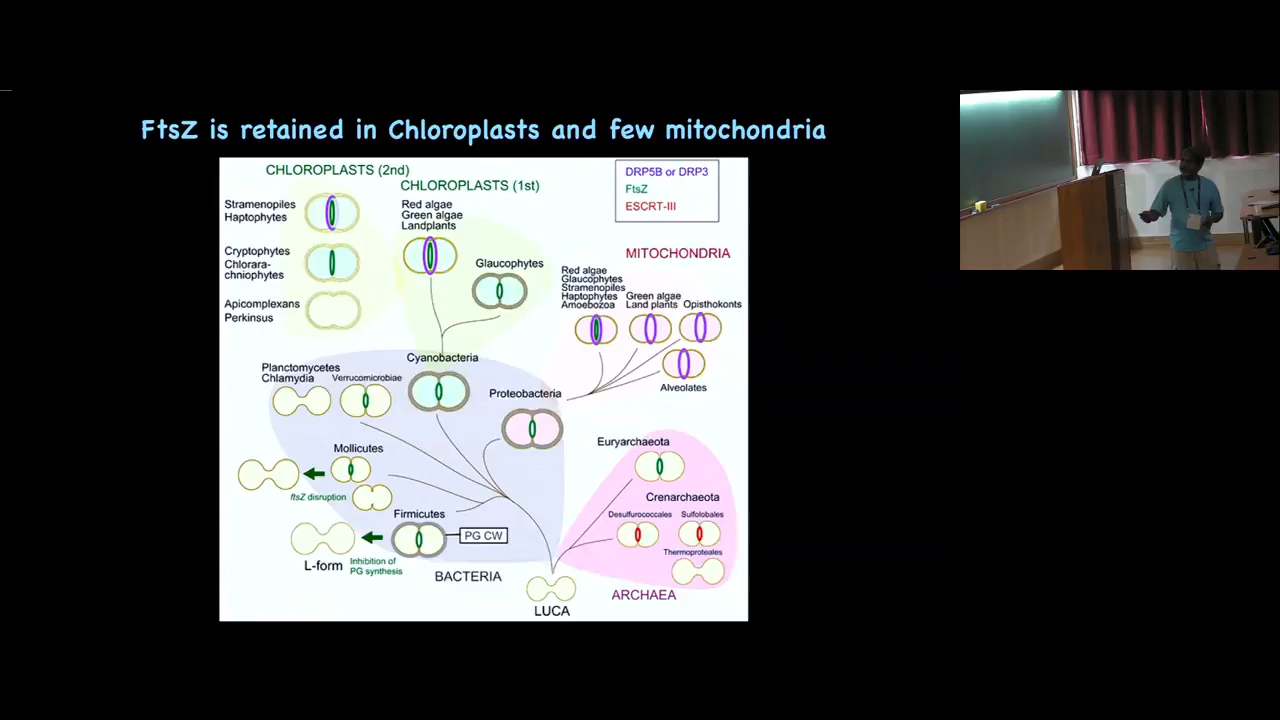 FtsZ is retained in Chloroplasts and few mitochondria
CHLOROPLASTS (2nd)
Stramenopiles
Haptophytes
Cryptophytes
Chlorara-
chniophytes
Apicomplexans
Perkinsus
CHLOROPLASTS (1st)
Red algae
Green algae
Landplants
Glaucophytes
DRP5B or DRP3
FtsZ
ESCRT-III
MITOCHONDRIA
Red algae
Glaucophytes
Stramenopiles
Haptophytes
Amoebozoa
Green algae
Land plants
Opisthokonts
Alveolates
Cyanobacteria
Planctomycetes
Chlamydia
Verrucomicrobiae
Proteobacteria
Mollicutes
ftsZ disruption
Firmicutes
PG CW
L-form
Inhibition of
PG synthesis
BACTERIA
Euryarchaeota
Crenarchaeota
Desulfurococcales
Sulfolobales
Thermoproteales
ARCHAEA
LUCA